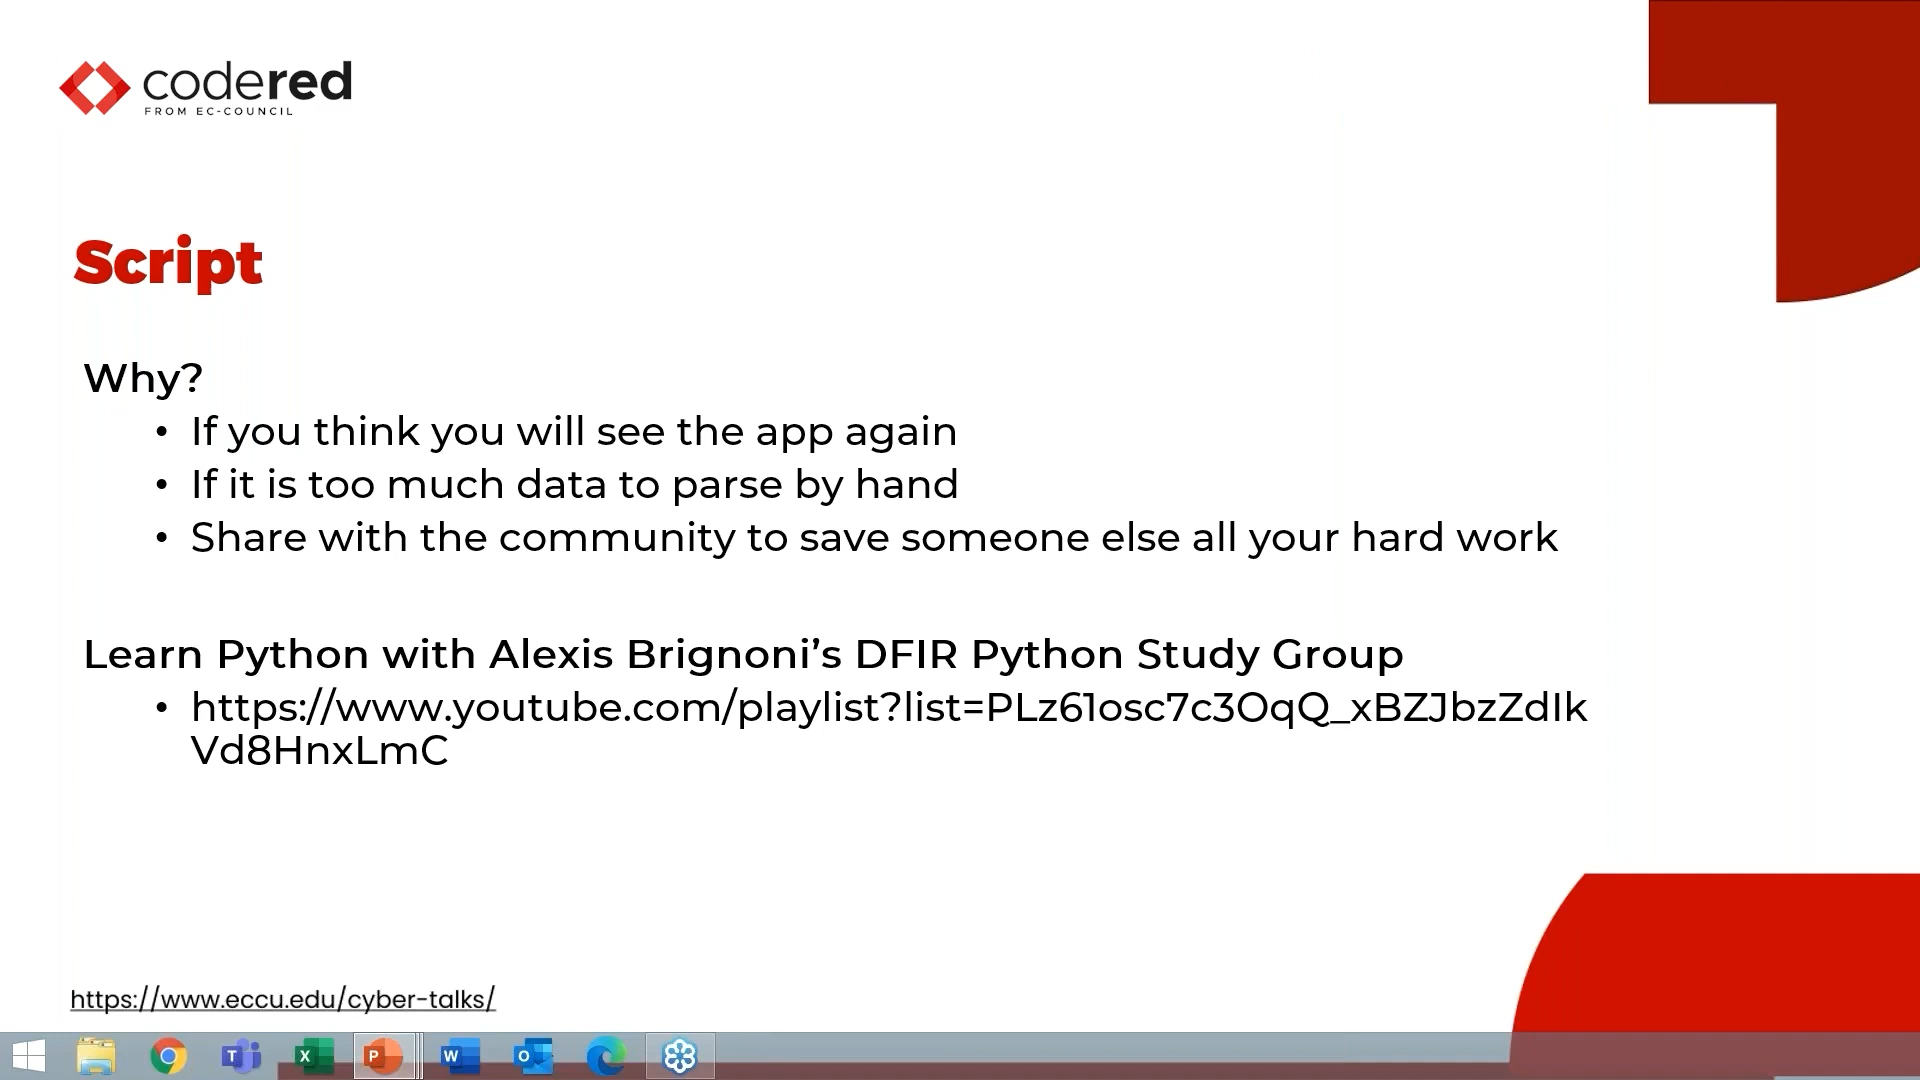 codered
FROM EC-COUNCIL
Script
Why?
• If you think you will see the app again
• If it is too much data to parse by hand
• Share with the community to save someone else all your hard work
Learn Python with Alexis Brignoni’s DFIR Python Study Group
• https://www.youtube.com/playlist?list=PLz61osc7c3OqQ_xBZJbzZdIk
Vd8HnxLmC
https://www.eccu.edu/cyber-talks/
T
X
P
W
O